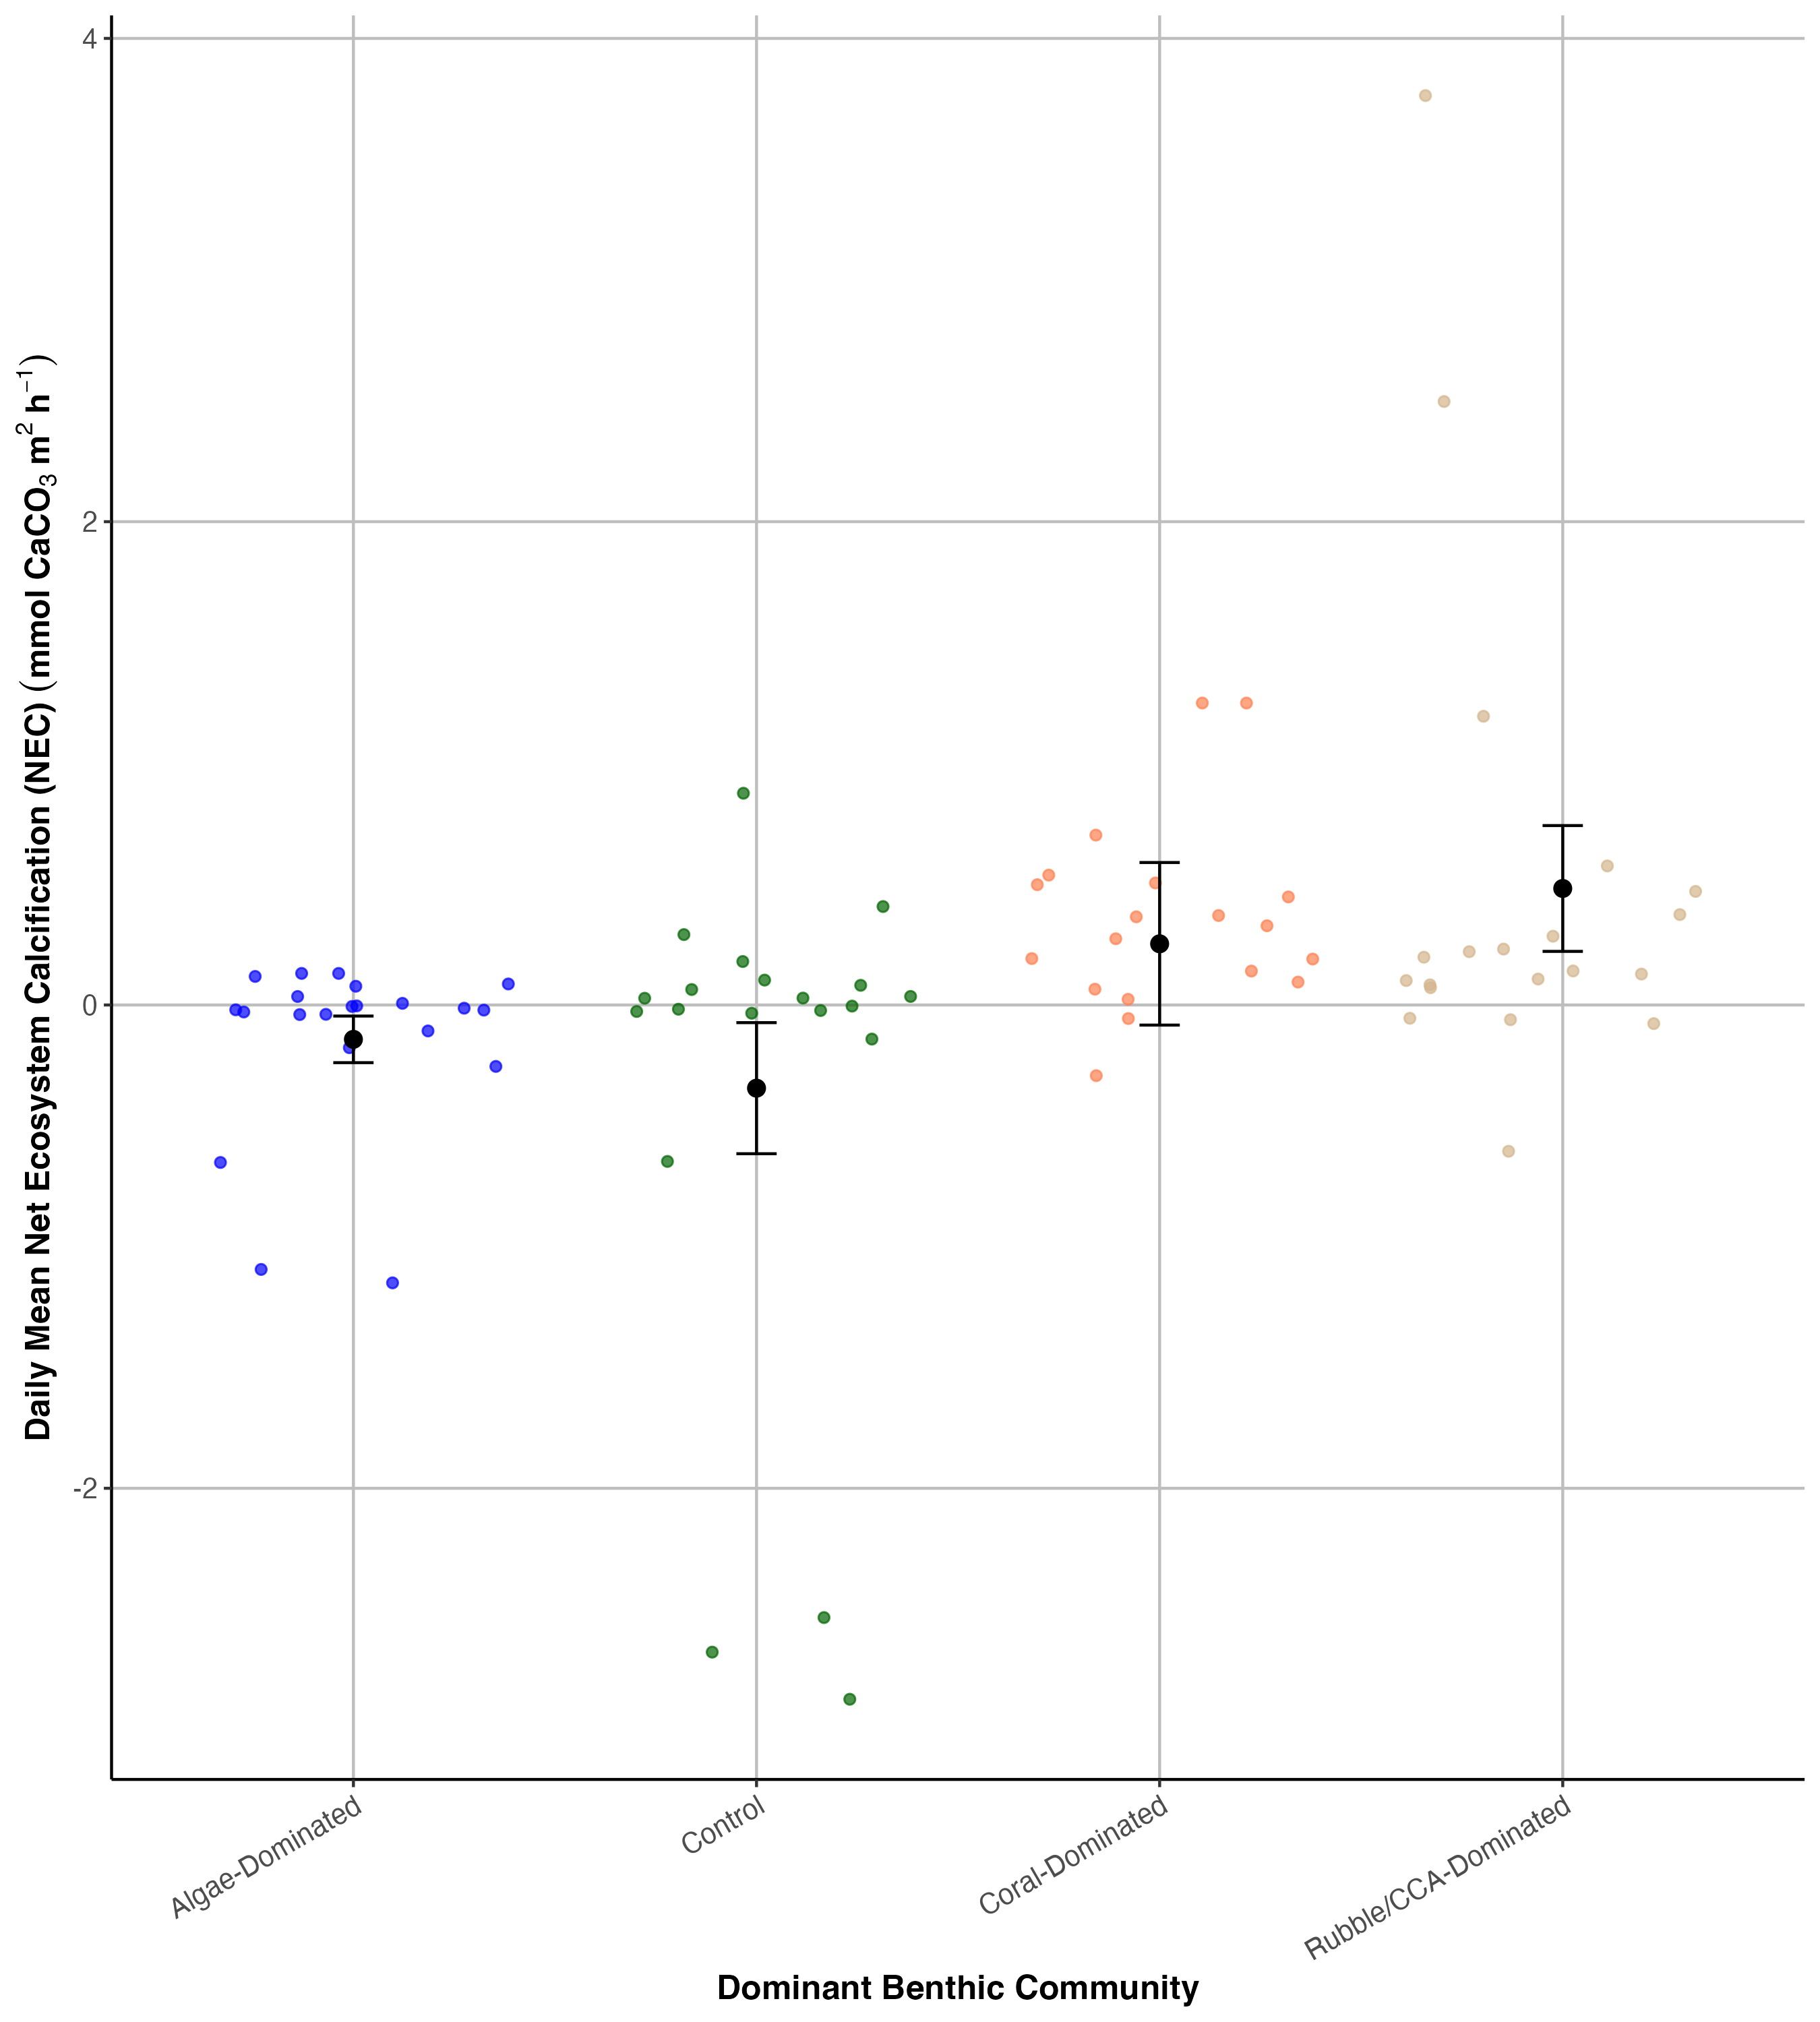 Daily Mean Net Ecosystem Calcification (NEC) (mmol CaCO₃ m² h⁻¹)
4
2
0
-2
Algae-Dominated
Control
Coral-Dominated
Rubble/CCA-Dominated
Dominant Benthic Community